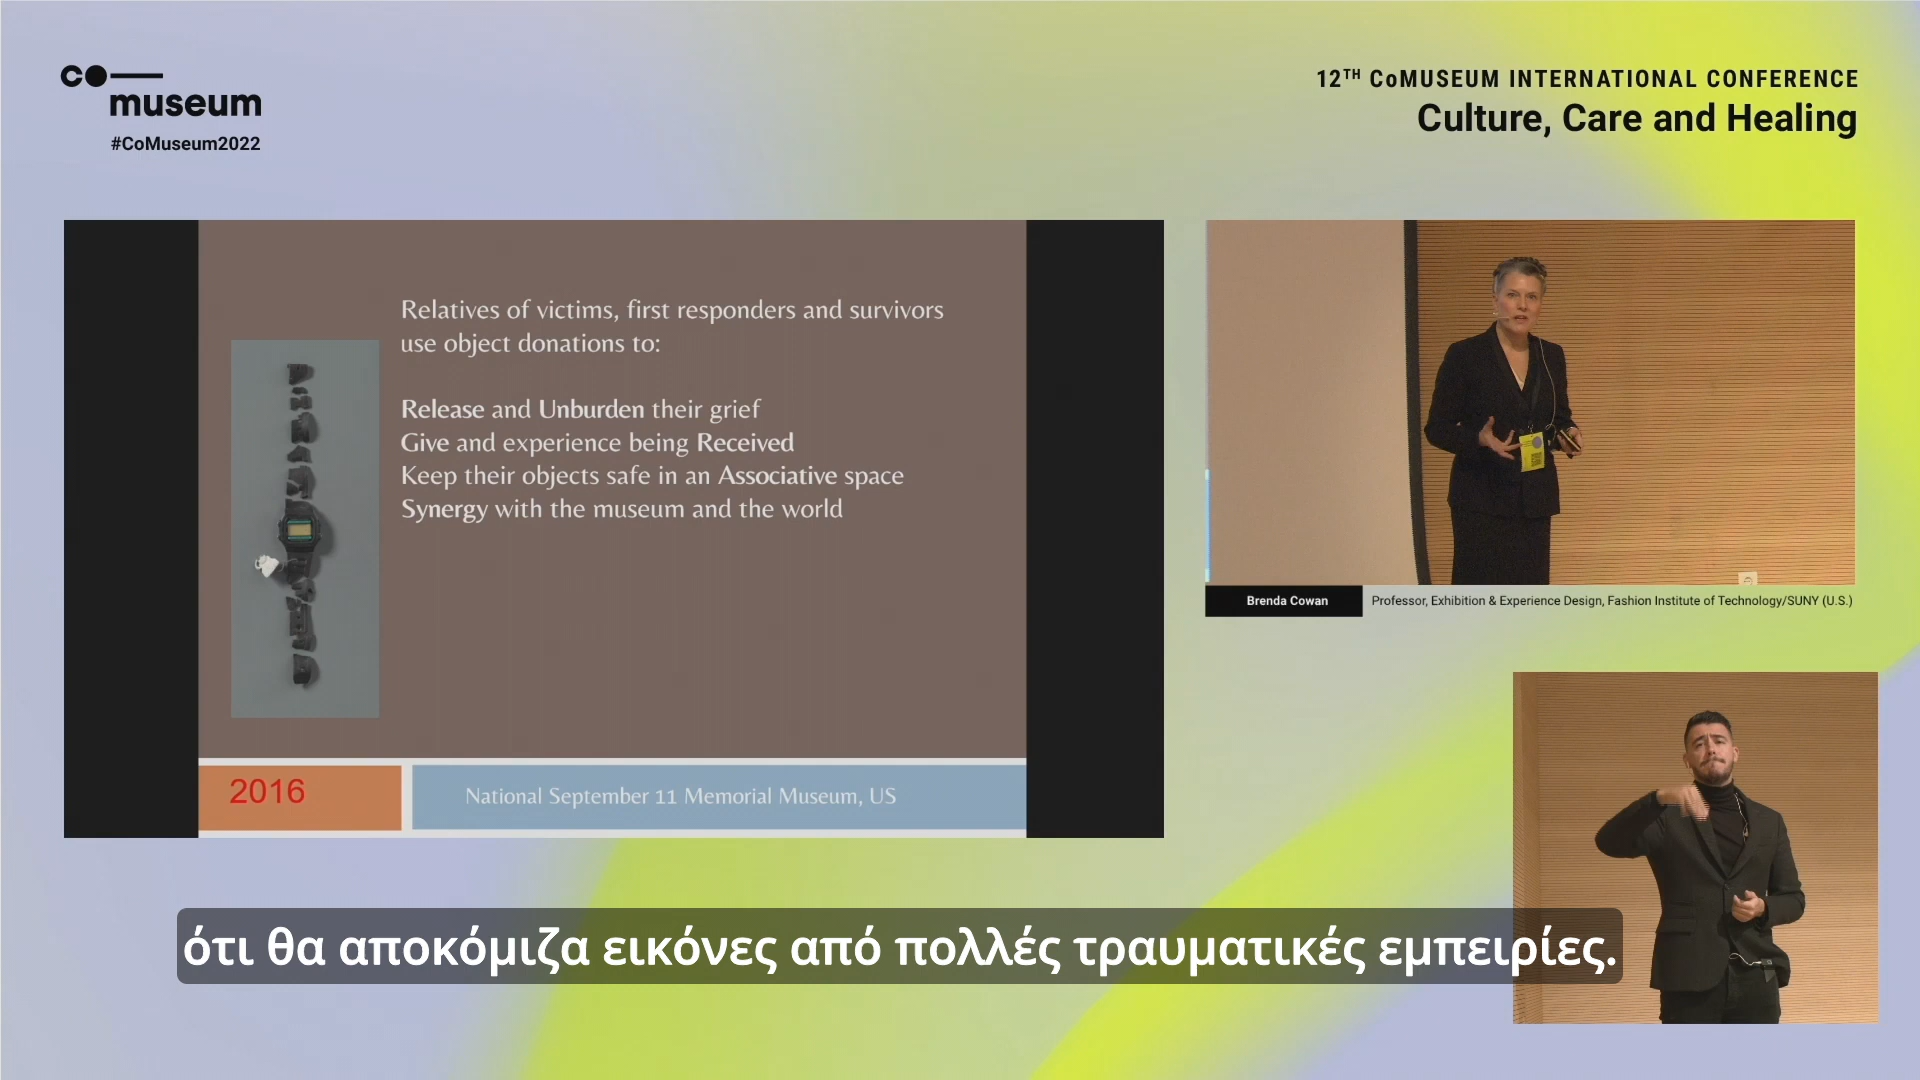 co
museum
#CoMuseum2022
12TH CoMUSEUM INTERNATIONAL CONFERENCE
Culture, Care and Healing
Relatives of victims, first responders and survivors
use object donations to:
Release and Unburden their grief
Give and experience being Received
Keep their objects safe in an Associative space
Synergy with the museum and the world
2016
National September 11 Memorial Museum, US
Brenda Cowan
Professor, Exhibition & Experience Design, Fashion Institute of Technology/SUNY (U.S.)
ότι θα αποκόμιζα εικόνες από πολλές τραυματικές εμπειρίες.